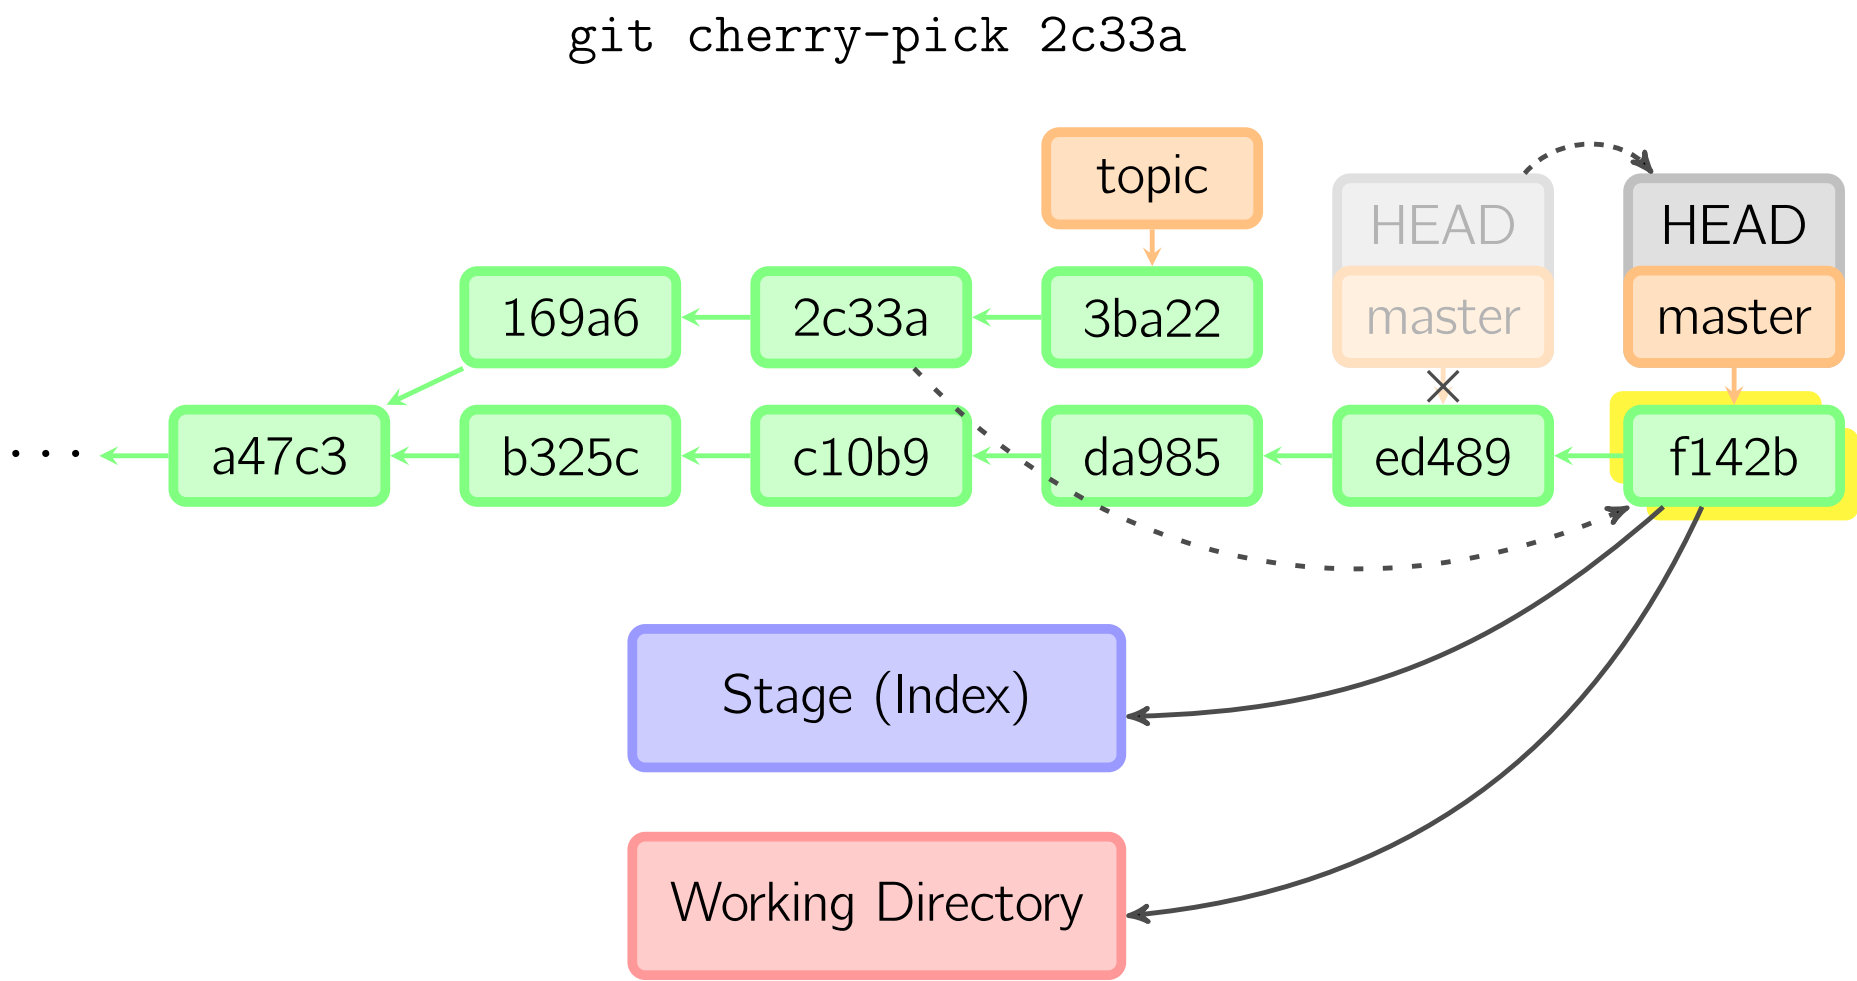 git cherry-pick 2c33a
topic
HEAD
HEAD
169a6
2c33a
3ba22
master
master
...
a47c3
b325c
c10b9
da985
ed489
f142b
Stage (Index)
Working Directory